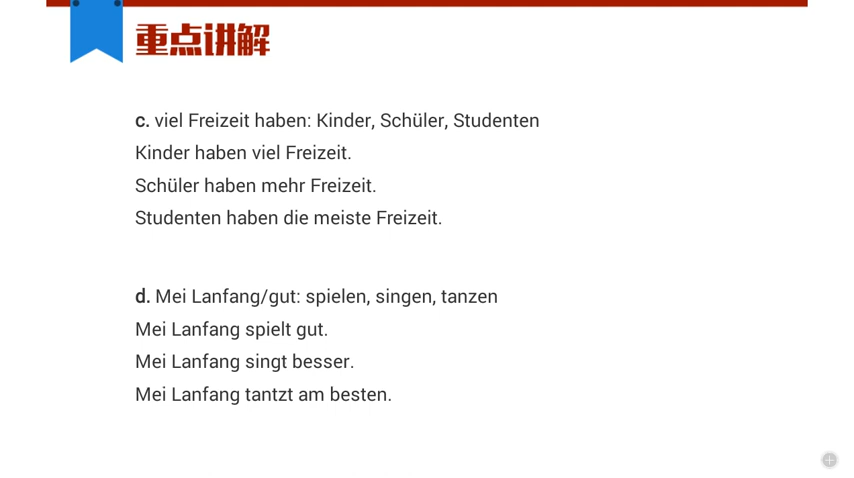 重点讲解
c. viel Freizeit haben: Kinder, Schüler, Studenten
Kinder haben viel Freizeit.
Schüler haben mehr Freizeit.
Studenten haben die meiste Freizeit.
d. Mei Lanfang/gut: spielen, singen, tanzen
Mei Lanfang spielt gut.
Mei Lanfang singt besser.
Mei Lanfang tantzt am besten.